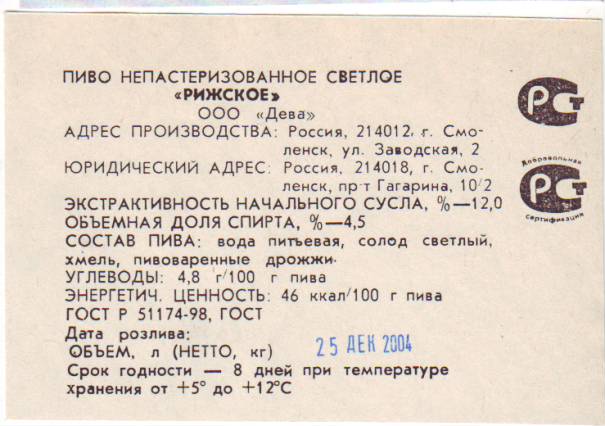 ПИВО НЕПАСТЕРИЗОВАННОЕ СВЕТЛОЕ
«РИЖСКОЕ»
ООО «Дева»
АДРЕС ПРОИЗВОДСТВА: Россия, 214012, г. Смо-
ленск, ул. Заводская, 2
ЮРИДИЧЕСКИЙ АДРЕС: Россия, 214018, г. Смо-
ленск, пр-т Гагарина, 10/2
ЭКСТРАКТИВНОСТЬ НАЧАЛЬНОГО СУСЛА, %—12,0
ОБЪЕМНАЯ ДОЛЯ СПИРТА, %—4,5
СОСТАВ ПИВА: вода питьевая, солод светлый,
хмель, пивоваренные дрожжи.
УГЛЕВОДЫ: 4,8 г/100 г пива
ЭНЕРГЕТИЧ. ЦЕННОСТЬ: 46 ккал/100 г пива
ГОСТ Р 51174-98, ГОСТ
Дата розлива:
ОБЪЕМ, л (НЕТТО, кг)
25 ДЕК 2004
Срок годности — 8 дней при температуре
хранения от +5° до +12°С
РСТ
Добровольная
РСТ
сертификация